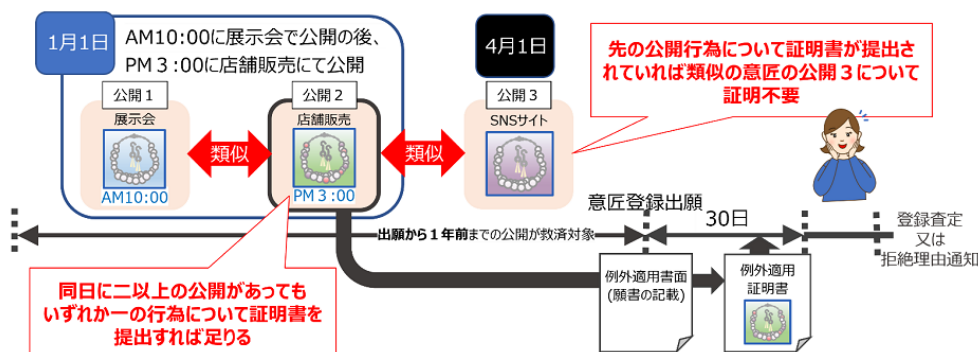 1月1日
AM10:00に展示会で公開の後、
PM3:00に店舗販売にて公開
公開1
展示会
AM10:00
類似
公開2
店舗販売
PM3:00
類似
4月1日
公開3
SNSサイト
先の公開行為について証明書が提出さ
れていれば類似の意匠の公開3について
証明不要
意匠登録出願
30日
出願から1年前までの公開が救済対象
登録査定
又は
拒絶理由通知
例外適用書面
(願書の記載)
例外適用
証明書
同日に二以上の公開があっても
いずれか一の行為について証明書を
提出すれば足りる